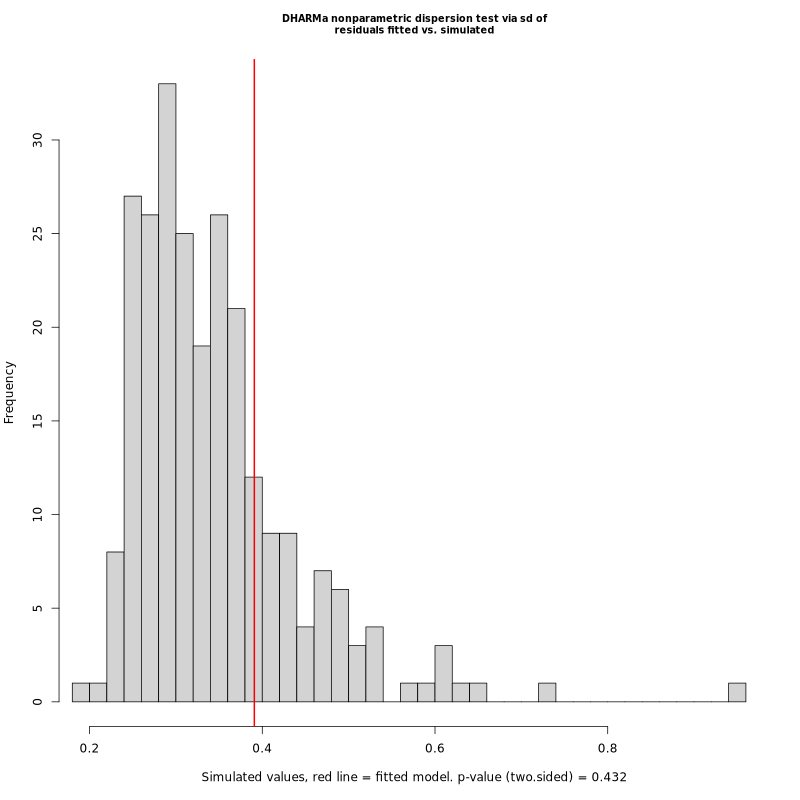 DHARMa nonparametric dispersion test via sd of
residuals fitted vs. simulated
Frequency
30
25
20
15
10
5
0
0.2
0.4
0.6
0.8
Simulated values, red line = fitted model. p-value (two.sided) = 0.432